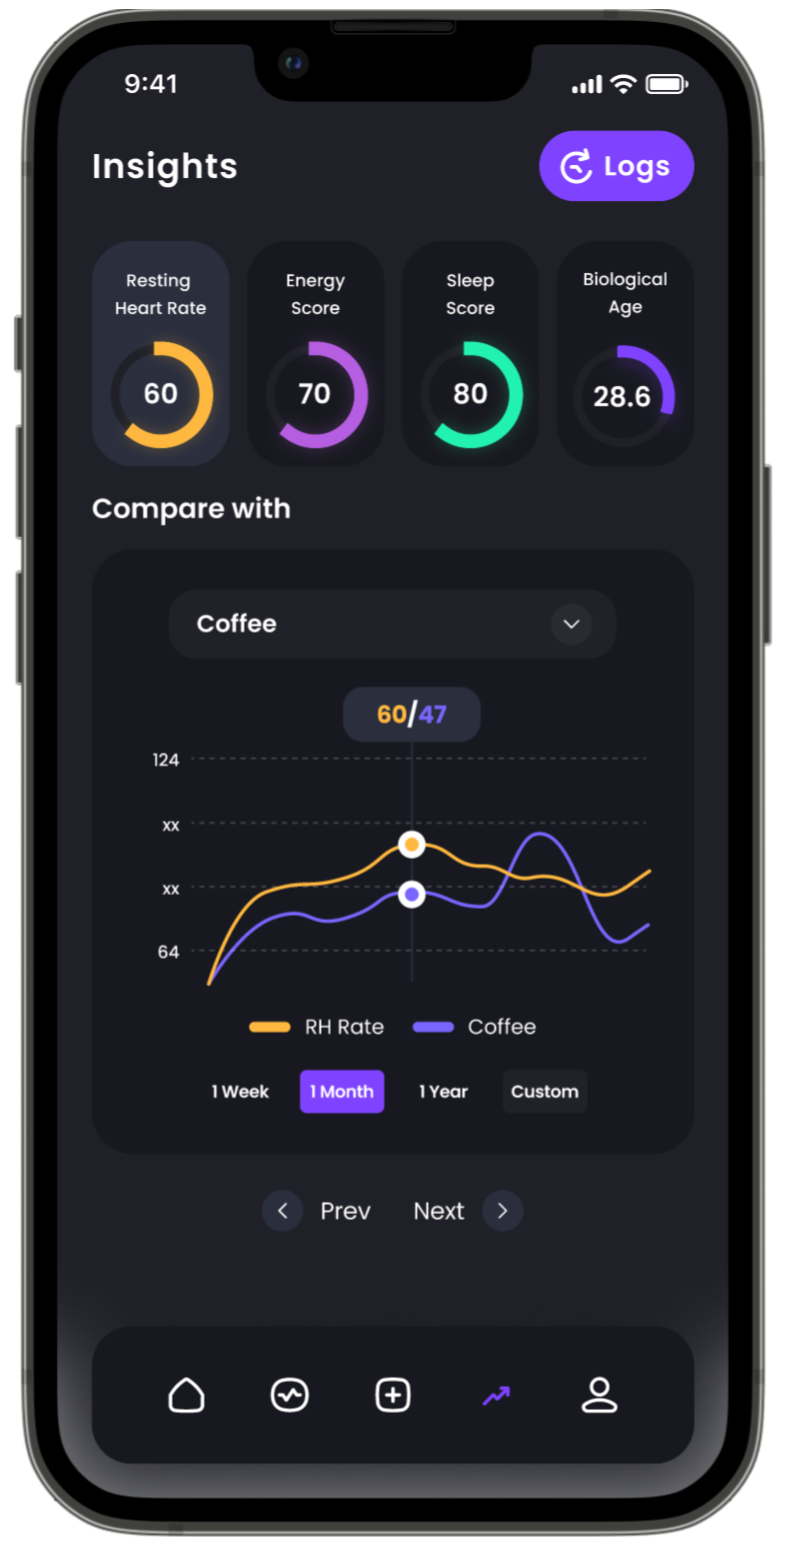 9:41
Insights
Logs
Resting
Heart Rate
60
Energy
Score
70
Sleep
Score
80
Biological
Age
28.6
Compare with
Coffee
60/47
124
xx
xx
64
RH Rate
Coffee
1 Week
1 Month
1 Year
Custom
Prev
Next